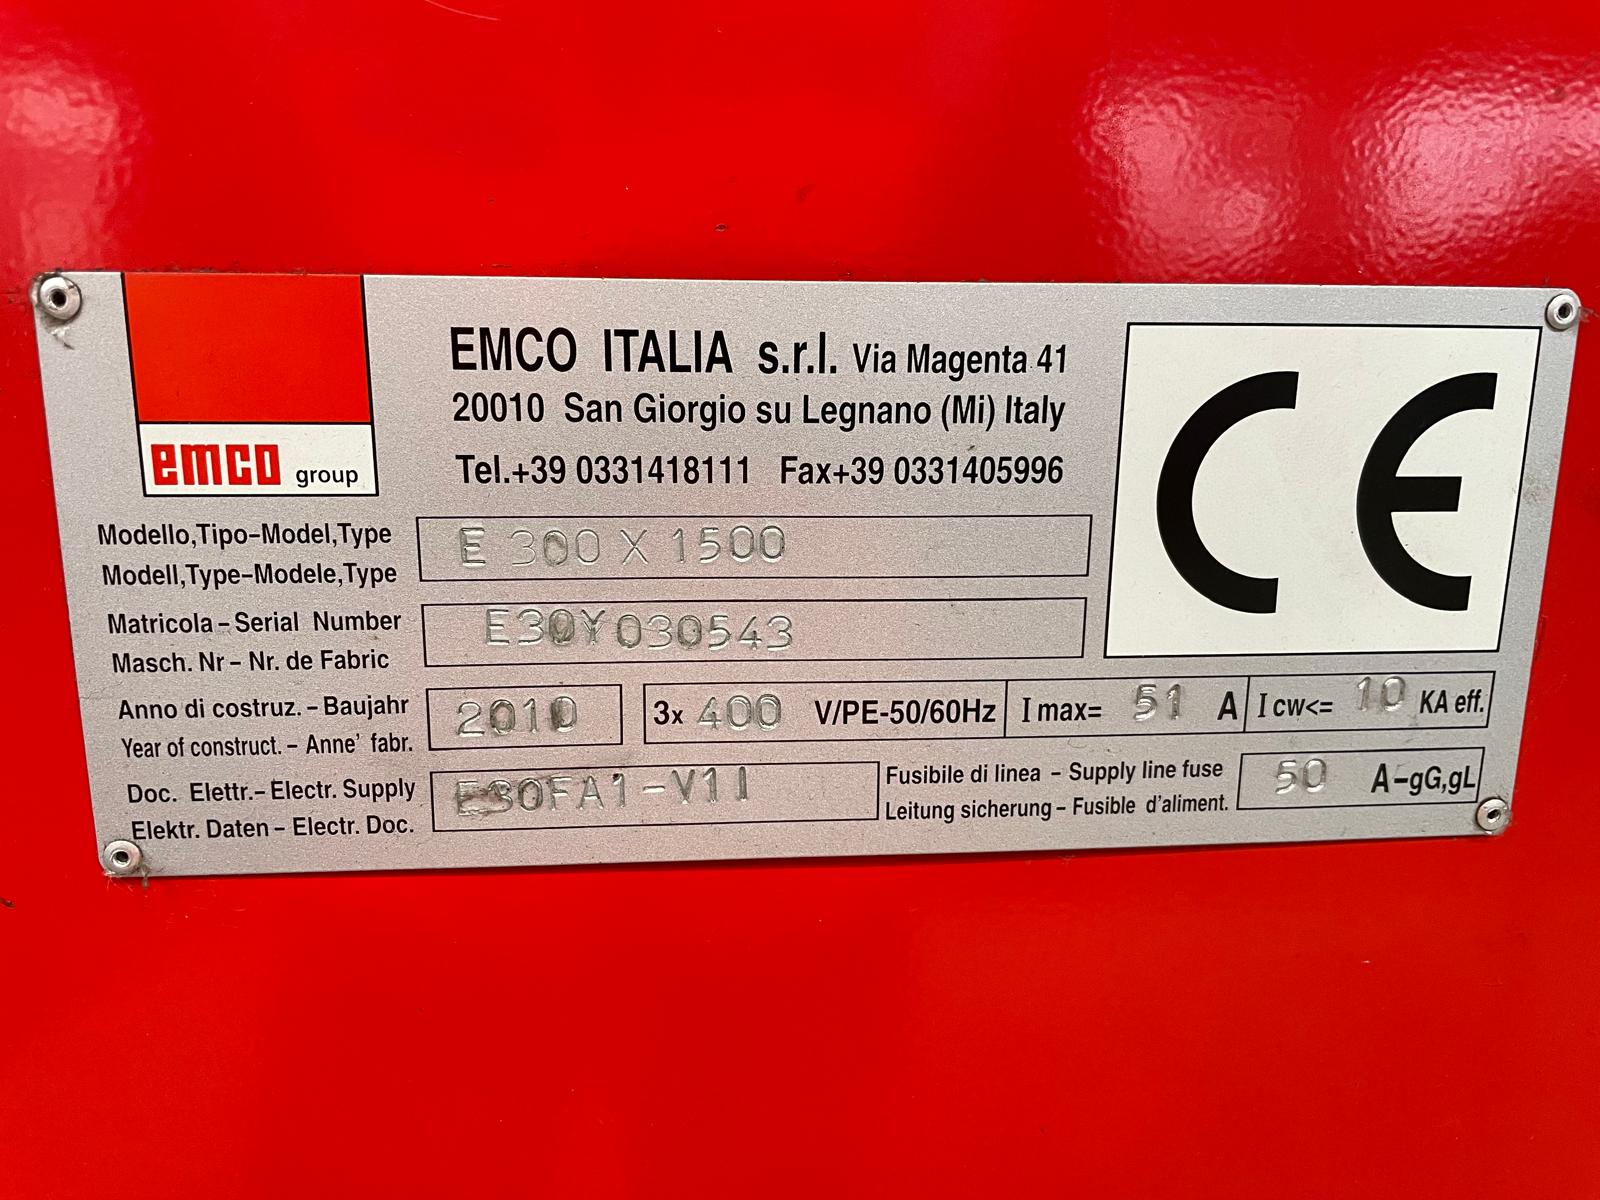 EMCO ITALIA s.r.l. Via Magenta 41
20010 San Giorgio su Legnano (Mi) Italy
Tel.+39 0331418111 Fax+39 0331405996
emco group
CE
Modello,Tipo-Model,Type
Modell,Type-Modele,Type
E 300 X 1500
Matricola-Serial Number
Masch. Nr-Nr. de Fabric
E30Y030543
Anno di costruz.-Baujahr
Year of construct.-Anne' fabr.
2010
3x 400 V/PE-50/60Hz
I max= 51 A
I cw<= 10 KA eff.
Doc. Elettr.-Electr. Supply
Elektr. Daten-Electr. Doc.
E30FA1-V11
Fusibile di linea - Supply line fuse
Leitung sicherung-Fusible d'aliment.
50 A-gG,gL